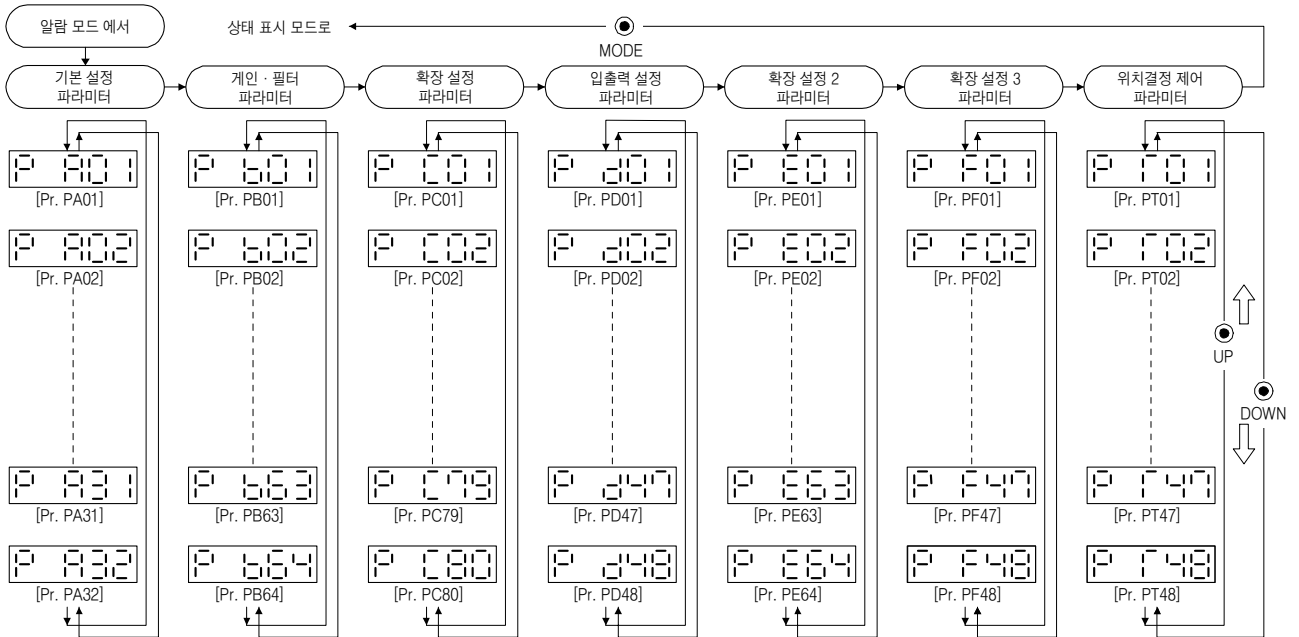 알람 모드 에서
상태 표시 모드로
MODE
기본 설정
파라미터
게인 · 필터
파라미터
확장 설정
파라미터
입출력 설정
파라미터
확장 설정 2
파라미터
확장 설정 3
파라미터
위치결정 제어
파라미터
P A01
P b01
P C01
P d01
P E01
P F01
P T01
[Pr. PA01]
[Pr. PB01]
[Pr. PC01]
[Pr. PD01]
[Pr. PE01]
[Pr. PF01]
[Pr. PT01]
P A02
P b02
P C02
P d02
P E02
P F02
P T02
[Pr. PA02]
[Pr. PB02]
[Pr. PC02]
[Pr. PD02]
[Pr. PE02]
[Pr. PF02]
[Pr. PT02]
UP
DOWN
P A31
P b63
P C79
P d47
P E63
P F47
P T47
[Pr. PA31]
[Pr. PB63]
[Pr. PC79]
[Pr. PD47]
[Pr. PE63]
[Pr. PF47]
[Pr. PT47]
P A32
P b64
P C80
P d48
P E64
P F48
P T48
[Pr. PA32]
[Pr. PB64]
[Pr. PC80]
[Pr. PD48]
[Pr. PE64]
[Pr. PF48]
[Pr. PT48]